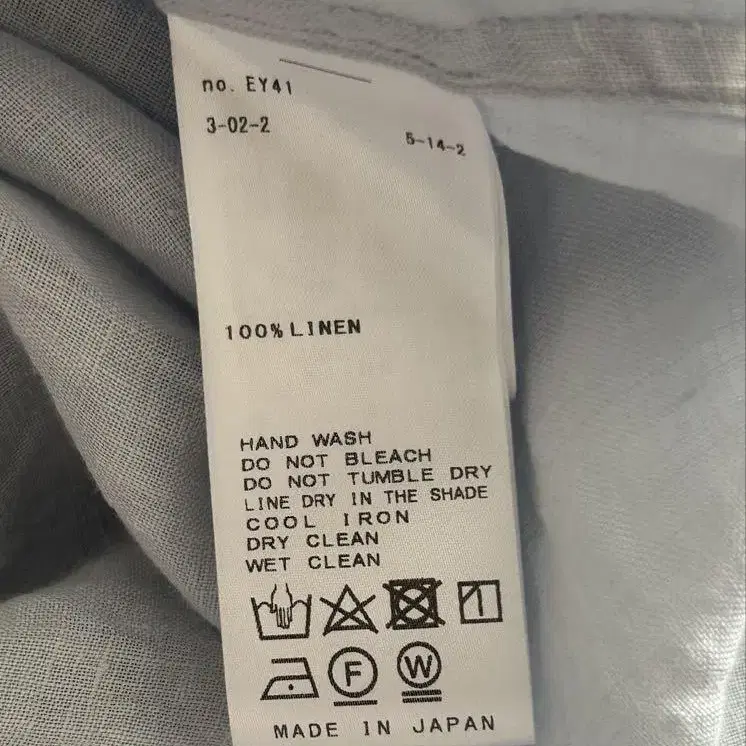 no. EY41
3-02-2
5-14-2
100% LINEN
HAND WASH
DO NOT BLEACH
DO NOT TUMBLE DRY
LINE DRY IN THE SHADE
COOL IRON
DRY CLEAN
WET CLEAN
F
W
MADE IN JAPAN